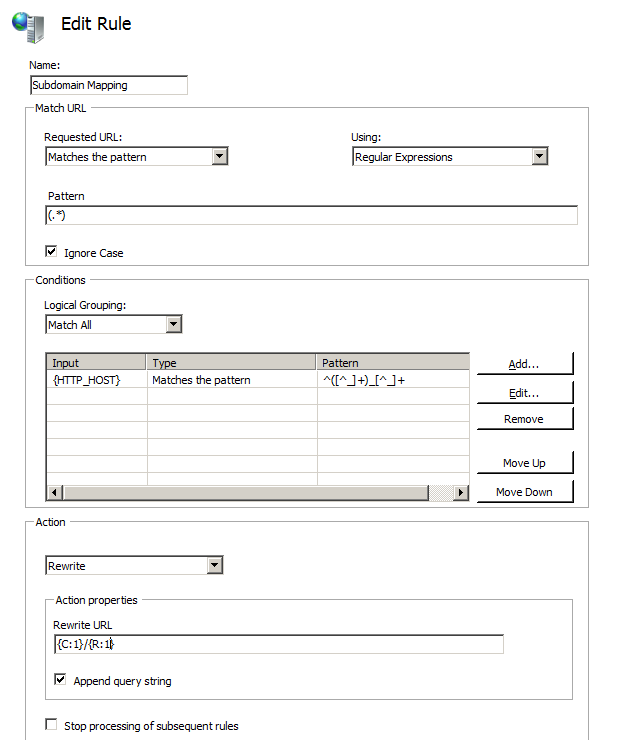 Edit Rule
Name:
Subdomain Mapping
Match URL
Requested URL: Using:
Matches the pattern Regular Expressions
Pattern
(.*)
Ignore Case
Conditions
Logical Grouping:
Match All
Input Type Pattern
{HTTP_HOST} Matches the pattern ^([^_]+)_[^_]+
Add...
Edit...
Remove
Move Up
Move Down
Action
Rewrite
Action properties
Rewrite URL
{C:1}/{R:1}
Append query string
Stop processing of subsequent rules